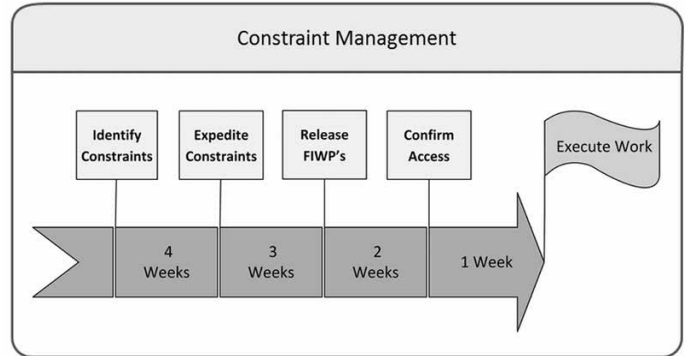 Constraint Management
Identify
Constraints
Expedite
Constraints
Release
FIWP's
Confirm
Access
Execute Work
4
Weeks
3
Weeks
2
Weeks
1 Week